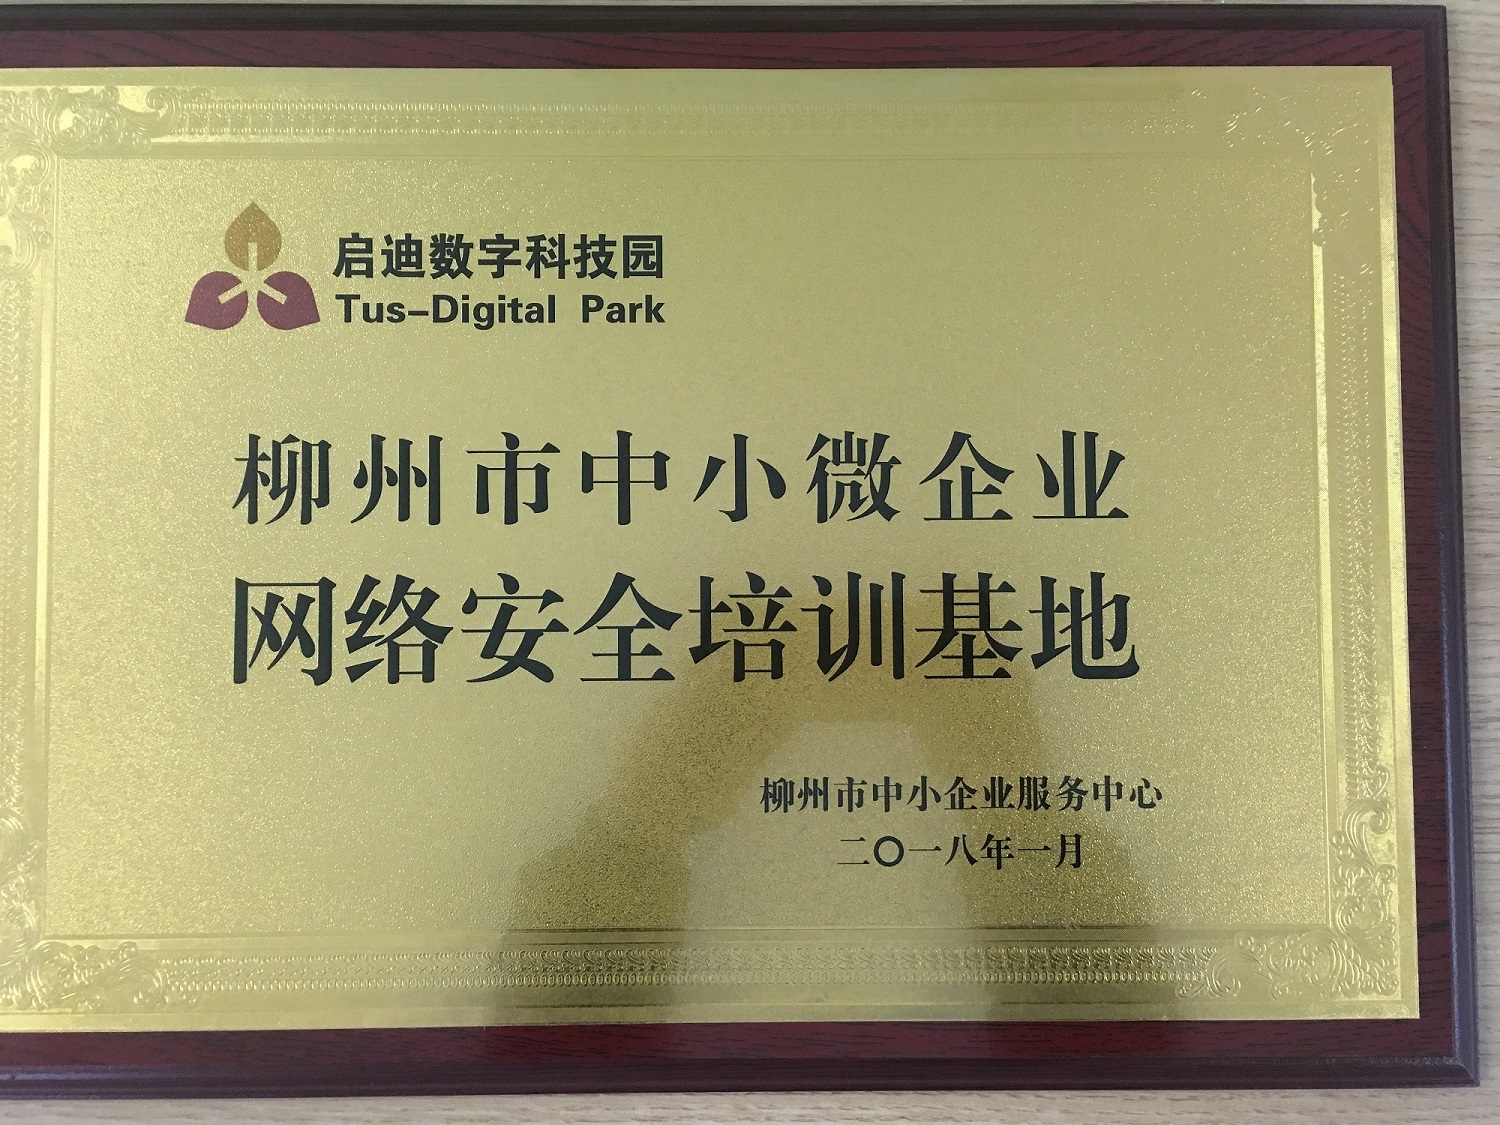 启迪数字科技园
Tus-Digital Park
柳州市中小微企业
网络安全培训基地
柳州市中小企业服务中心
二〇一八年一月